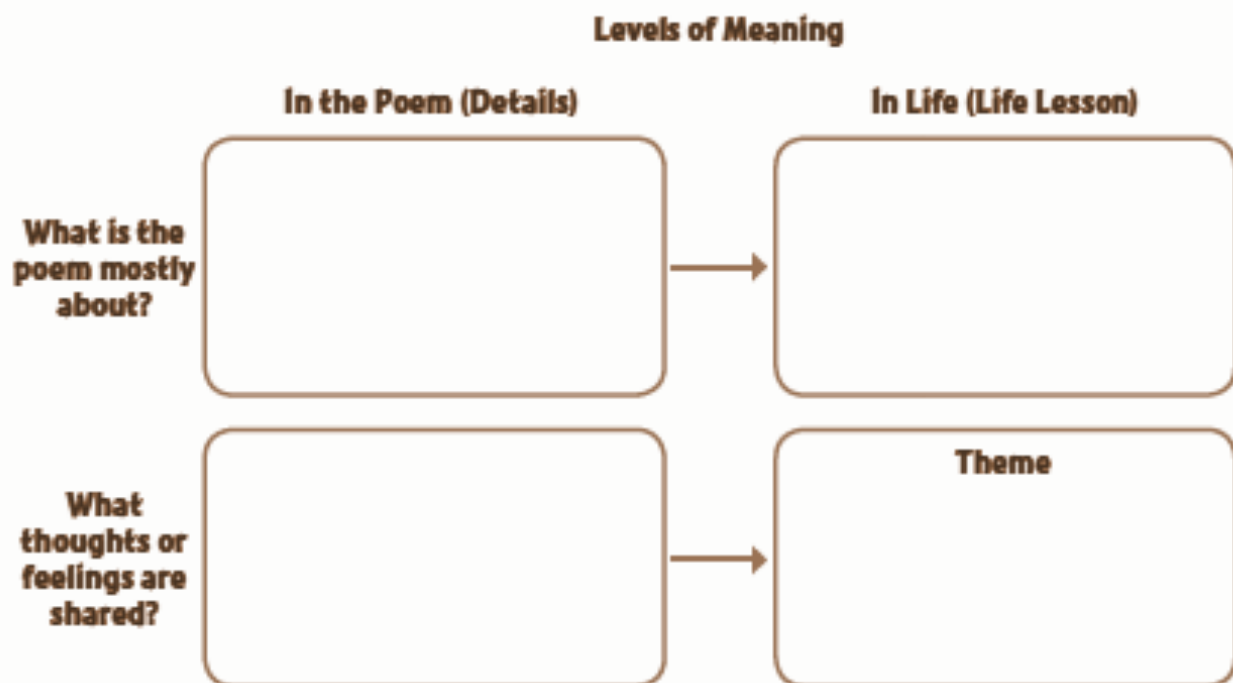 Levels of Meaning
In the Poem (Details)
In Life (Life Lesson)
What is the
poem mostly
about?
What
thoughts or
feelings are
shared?
Theme